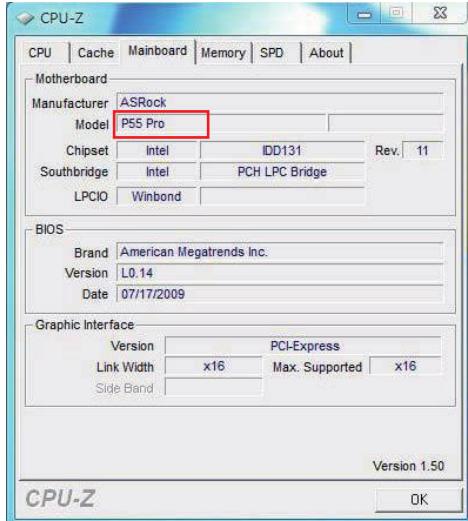 CPU-Z
CPU Cache Mainboard Memory SPD About
Motherboard
Manufacturer ASRock
Model P55 Pro
Chipset Intel IDD131 Rev. 11
Southbridge Intel PCH LPC Bridge
LPCIO Winbond
BIOS
Brand American Megatrends Inc.
Version L0.14
Date 07/17/2009
Graphic Interface
Version PCI-Express
Link Width x16 Max. Supported x16
Side Band
Version 1.50
CPU-Z OK